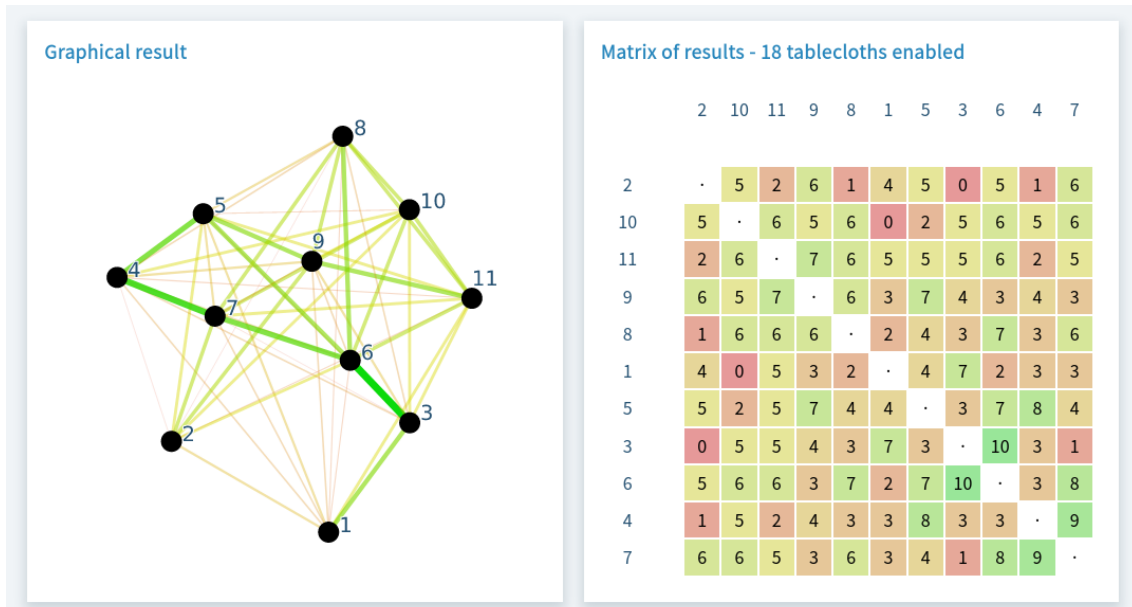 Graphical result
8
5
10
9
4
11
7
6
3
2
1
Matrix of results - 18 tablecloths enabled
2 10 11 9 8 1 5 3 6 4 7
2 · 5 2 6 1 4 5 0 5 1 6
10 5 · 6 5 6 0 2 5 6 5 6
11 2 6 · 7 6 5 5 5 6 2 5
9 6 5 7 · 6 3 7 4 3 4 3
8 1 6 6 6 · 2 4 3 7 3 6
1 4 0 5 3 2 · 4 7 2 3 3
5 5 2 5 7 4 4 · 3 7 8 4
3 0 5 5 4 3 7 3 · 10 3 1
6 5 6 6 3 7 2 7 10 · 3 8
4 1 5 2 4 3 3 8 3 3 · 9
7 6 6 5 3 6 3 4 1 8 9 ·